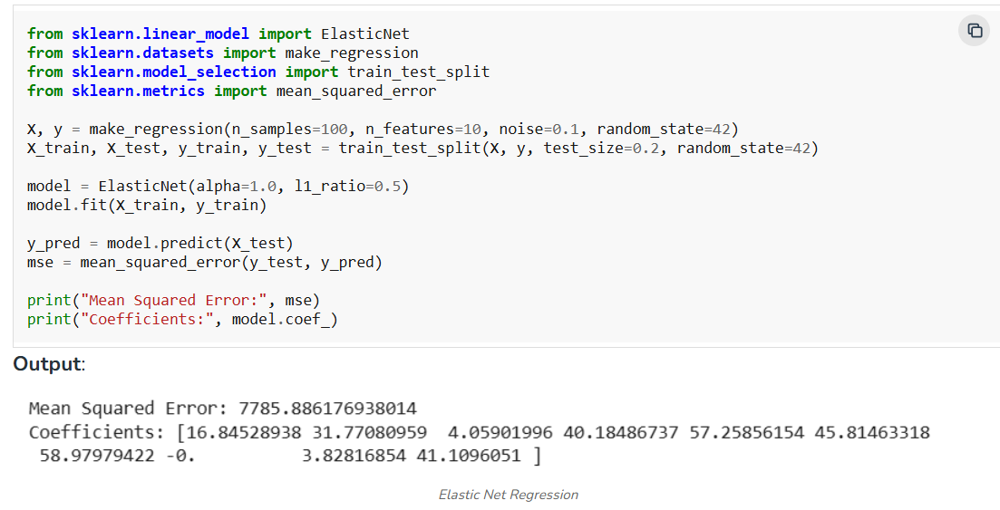 from sklearn.linear_model import ElasticNet
from sklearn.datasets import make_regression
from sklearn.model_selection import train_test_split
from sklearn.metrics import mean_squared_error
X, y = make_regression(n_samples=100, n_features=10, noise=0.1, random_state=42)
X_train, X_test, y_train, y_test = train_test_split(X, y, test_size=0.2, random_state=42)
model = ElasticNet(alpha=1.0, l1_ratio=0.5)
model.fit(X_train, y_train)
y_pred = model.predict(X_test)
mse = mean_squared_error(y_test, y_pred)
print("Mean Squared Error:", mse)
print("Coefficients:", model.coef_)
Output:
Mean Squared Error: 7785.886176938014
Coefficients: [16.84528938 31.77080959  4.05901996 40.18486737 57.25856154 45.81463318
 58.97979422 -0.          3.82816854 41.1096051 ]
Elastic Net Regression